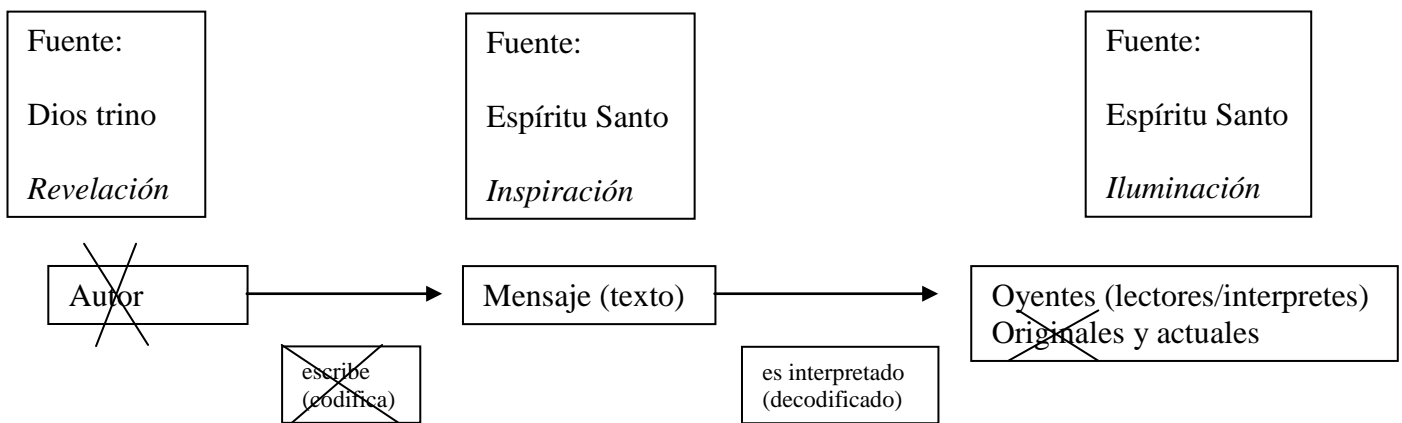 Fuente:
Dios trino
Revelación
Fuente:
Espíritu Santo
Inspiración
Fuente:
Espíritu Santo
Iluminación
Autor
Mensaje (texto)
Oyentes (lectores/interpretes)
Originales y actuales
escribe
(codifica)
es interpretado
(decodificado)